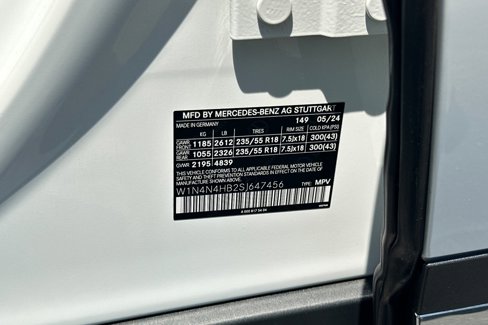 MFD BY MERCEDES-BENZ AG STUTTGART
MADE IN GERMANY 149 05/24
KG LB TIRES RIM SIZE COLD KPA (PSI)
GAWR FRONT 1185 2612 235/55 R18 7.5Jx18 300(43)
GAWR REAR 1055 2326 235/55 R18 7.5Jx18 300(43)
GVWR 2195 4839
THIS VEHICLE CONFORMS TO ALL APPLICABLE FEDERAL MOTOR VEHICLE
SAFETY, BUMPER, AND THEFT PREVENTION STANDARDS IN EFFECT
ON THE DATE OF MANUFACTURE SHOWN ABOVE.
W1N4N4HB2SJ647456 TYPE: MPV